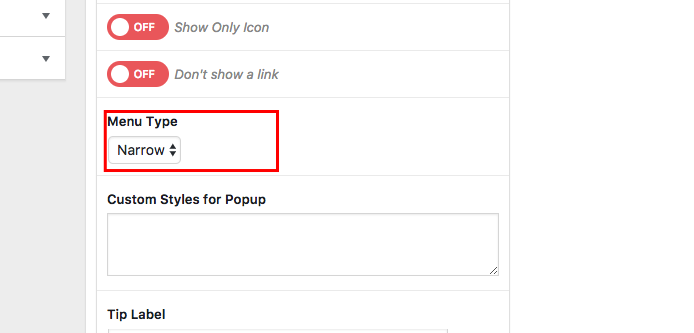 OFF Show Only Icon
OFF Don't show a link
Menu Type
Narrow
Custom Styles for Popup
Tip Label